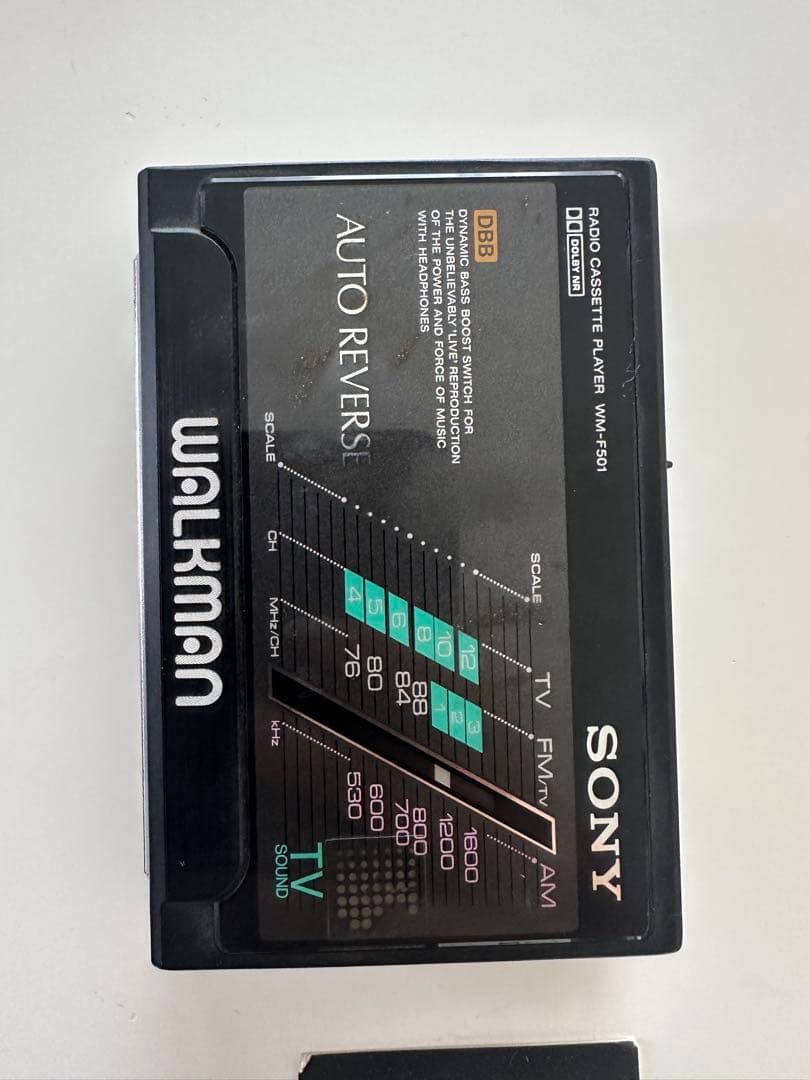 RADIO CASSETTE PLAYER WM-F501
DOLBY NR
SONY
DBB
DYNAMIC BASS BOOST SWITCH FOR
THE UNBELIEVABLY 'LIVE' REPRODUCTION
OF THE POWER AND FORCE OF MUSIC
WITH HEADPHONES
AUTO REVERSE
SCALE TV FM/TV AM
12 3 1600
10 2 1200
8 1 88 800
6 84 700
5 80 600
4 76 530
SCALE CH MHz/CH kHz
TV
SOUND
WALKMAN